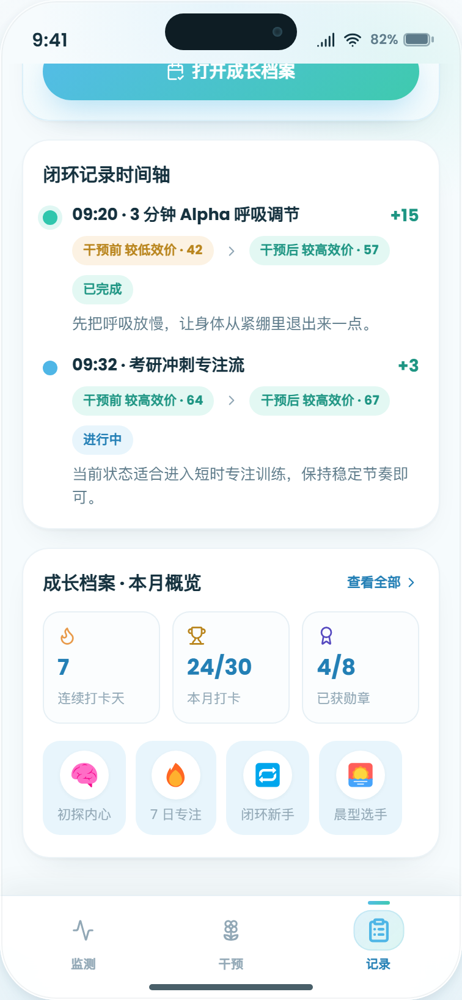 9:41
82%
打开成长档案
闭环记录时间轴
09:20 · 3 分钟 Alpha 呼吸调节
+15
干预前 较低效价 · 42
干预后 较高效价 · 57
已完成
先把呼吸放慢，让身体从紧绷里退出来一点。
09:32 · 考研冲刺专注流
+3
干预前 较高效价 · 64
干预后 较高效价 · 67
进行中
当前状态适合进入短时专注训练，保持稳定节奏即
可。
成长档案 · 本月概览
查看全部
7
24/30
4/8
连续打卡天
本月打卡
已获勋章
初探内心
7 日专注
闭环新手
晨型选手
监测
干预
记录